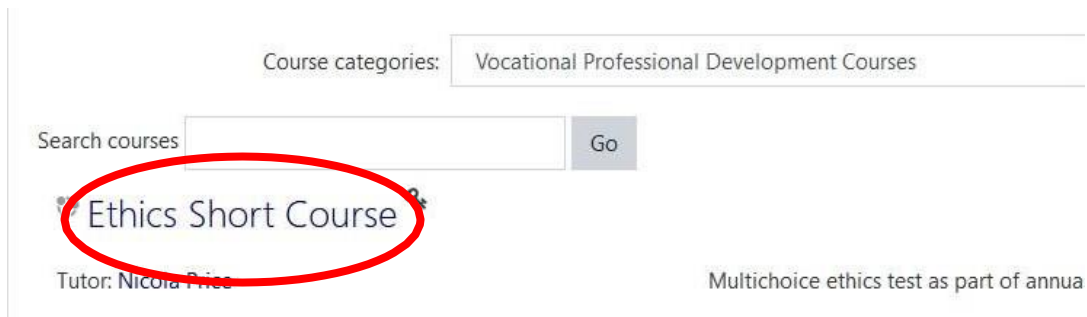 Course categories: Vocational Professional Development Courses
Search courses Go
Ethics Short Course
Tutor: Nicola Price
Multichoice ethics test as part of annua